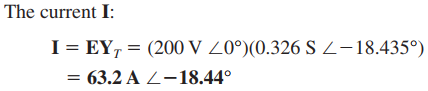 The current I:
I = EY_T = (200 V ∠0°)(0.326 S ∠−18.435°)
= 63.2 A ∠−18.44°